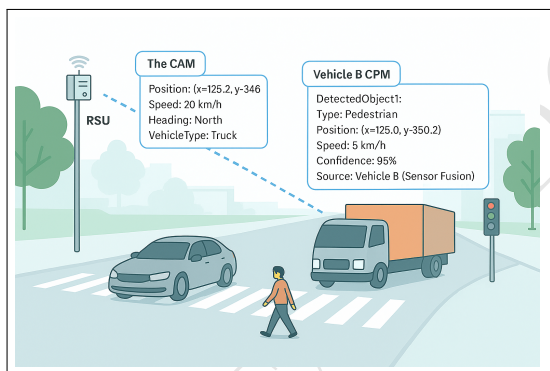 The CAM
Position: (x=125.2, y-346
Speed: 20 km/h
Heading: North
VehicleType: Truck
RSU
Vehicle B CPM
DetectedObject1:
Type: Pedestrian
Position: (x=125.0, y-350.2)
Speed: 5 km/h
Confidence: 95%
Source: Vehicle B (Sensor Fusion)